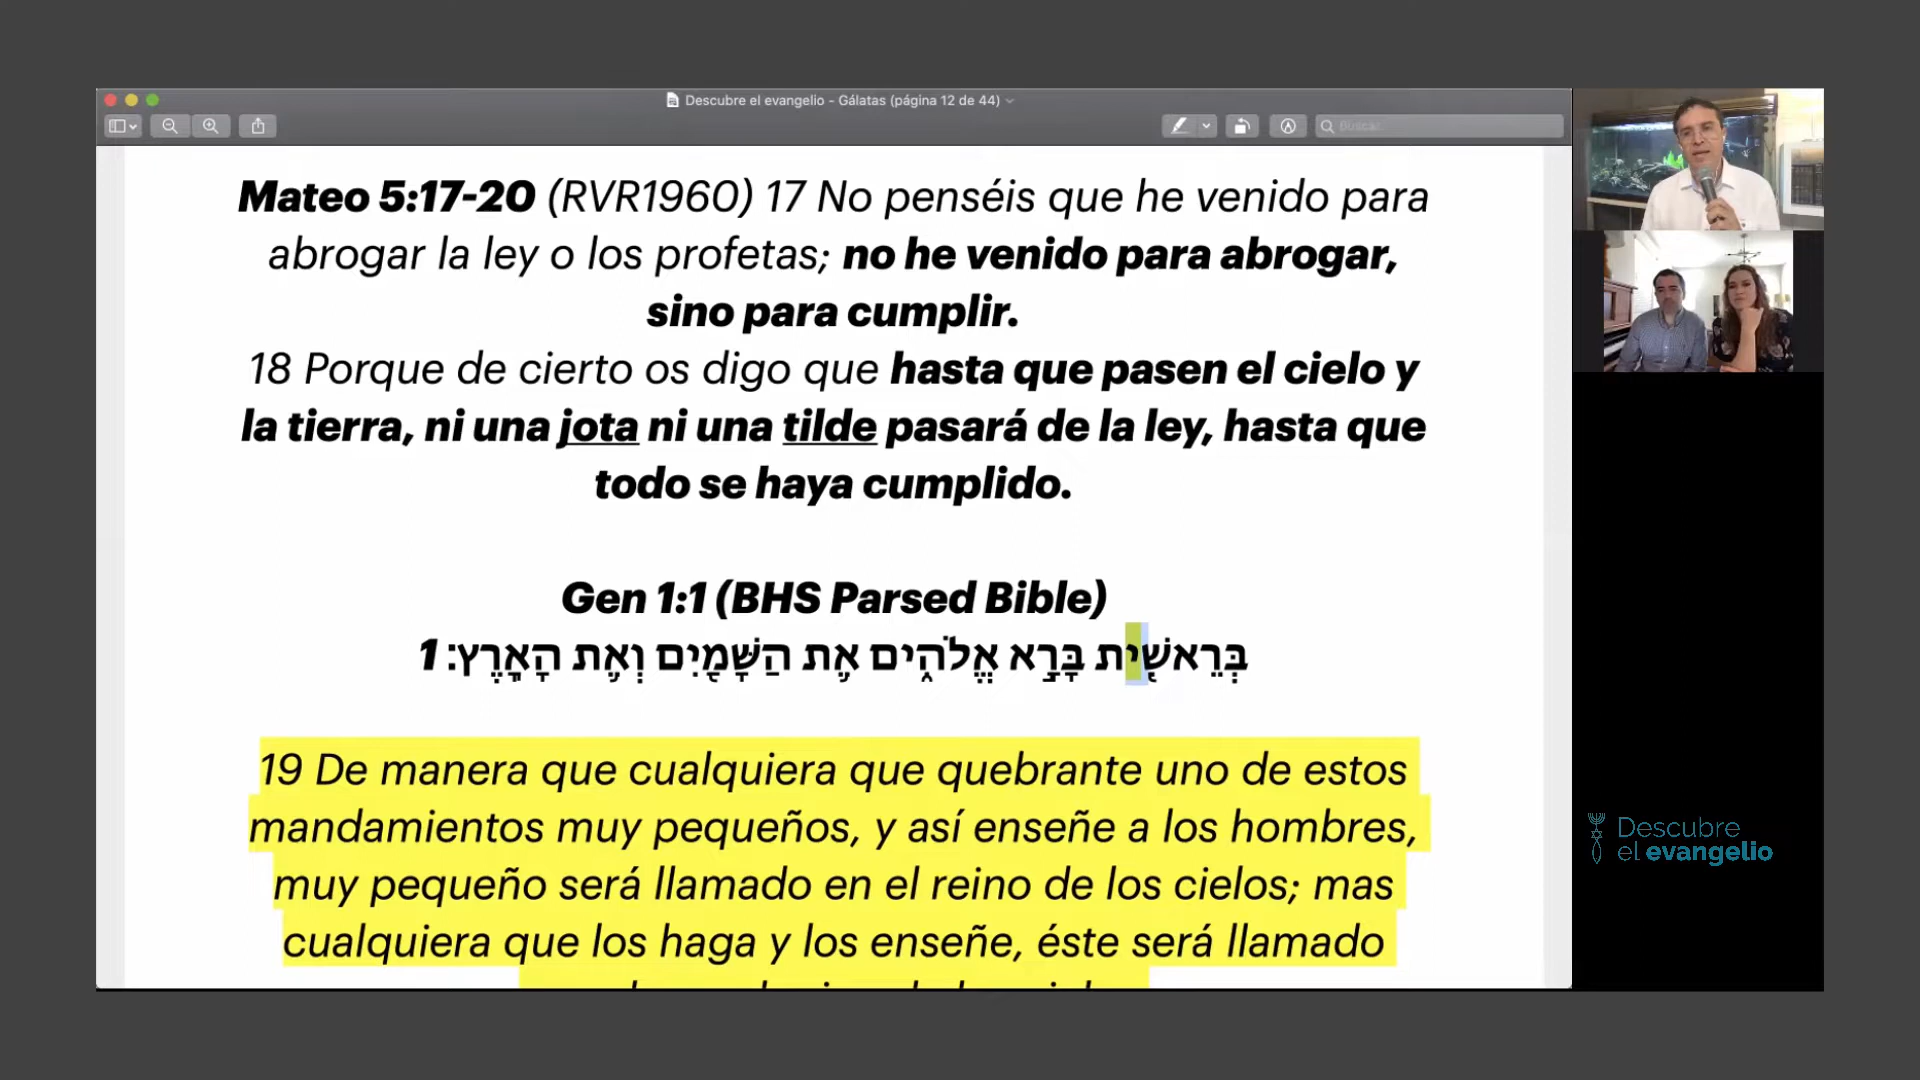 Descubre el evangelio - Gálatas (página 12 de 44)
Buscar
Mateo 5:17-20 (RVR1960) 17 No penséis que he venido para
abrogar la ley o los profetas; no he venido para abrogar,
sino para cumplir.
18 Porque de cierto os digo que hasta que pasen el cielo y
la tierra, ni una jota ni una tilde pasará de la ley, hasta que
todo se haya cumplido.
Gen 1:1 (BHS Parsed Bible)
בְּרֵאשִׁ֖ית בָּרָ֣א אֱלֹהִ֑ים אֵ֥ת הַשָּׁמַ֖יִם וְאֵ֥ת הָאָֽרֶץ׃ 1
19 De manera que cualquiera que quebrante uno de estos
mandamientos muy pequeños, y así enseñe a los hombres,
muy pequeño será llamado en el reino de los cielos; mas
cualquiera que los haga y los enseñe, éste será llamado
Descubre
el evangelio